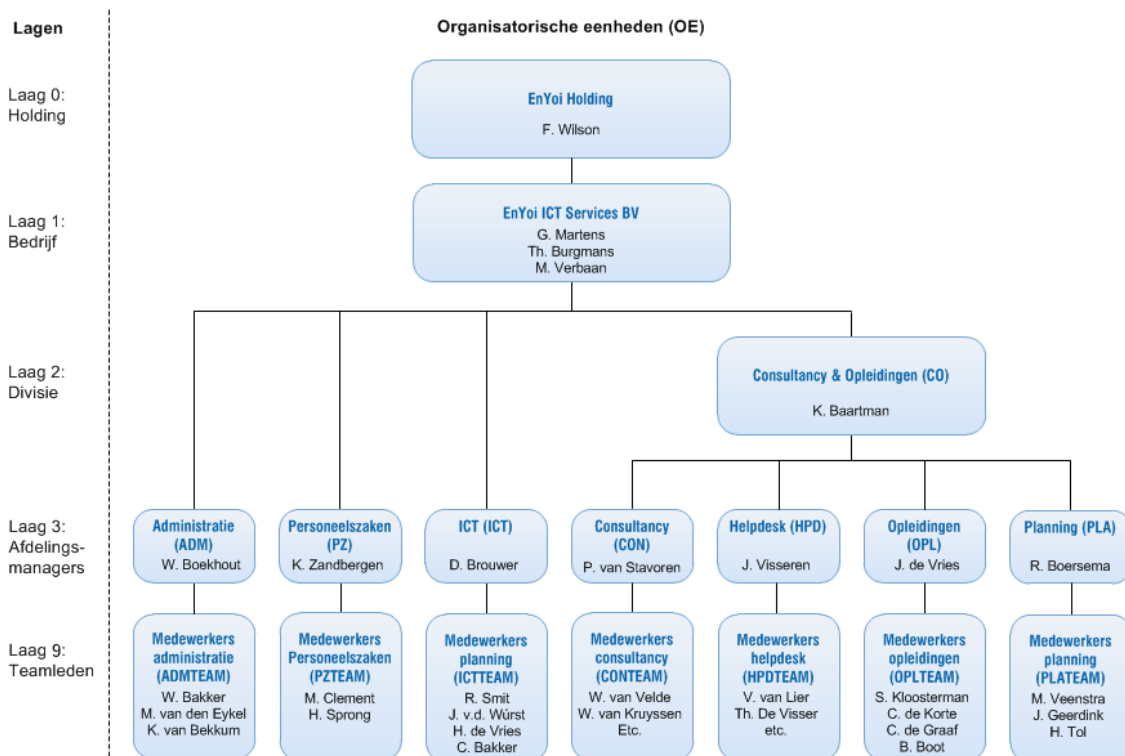 Lagen
Organisatorische eenheden (OE)
Laag 0:
Holding
EnYoi Holding
F. Wilson
Laag 1:
Bedrijf
EnYoi ICT Services BV
G. Martens
Th. Burgmans
M. Verbaan
Laag 2:
Divisie
Consultancy & Opleidingen (CO)
K. Baartman
Laag 3:
Afdelings-
managers
Administratie
(ADM)
W. Boekhout
Personeelszaken
(PZ)
K. Zandbergen
ICT (ICT)
D. Brouwer
Consultancy
(CON)
P. van Stavoren
Helpdesk (HPD)
J. Visseren
Opleidingen
(OPL)
J. de Vries
Planning (PLA)
R. Boersema
Laag 9:
Teamleden
Medewerkers
administratie
(ADMTEAM)
W. Bakker
M. van den Eykel
K. van Bekkum
Medewerkers
Personeelszaken
(PZTEAM)
M. Clement
H. Sprong
Medewerkers
planning
(ICTTEAM)
R. Smit
J. v.d. Wúrst
H. de Vries
C. Bakker
Medewerkers
consultancy
(CONTEAM)
W. van Velde
W. van Kruyssen
Etc.
Medewerkers
helpdesk
(HPDTEAM)
V. van Lier
Th. De Visser
etc.
Medewerkers
opleidingen
(OPLTEAM)
S. Kloosterman
C. de Korte
C. de Graaf
B. Boot
Medewerkers
planning
(PLATEAM)
M. Veenstra
J. Geerdink
H. Tol